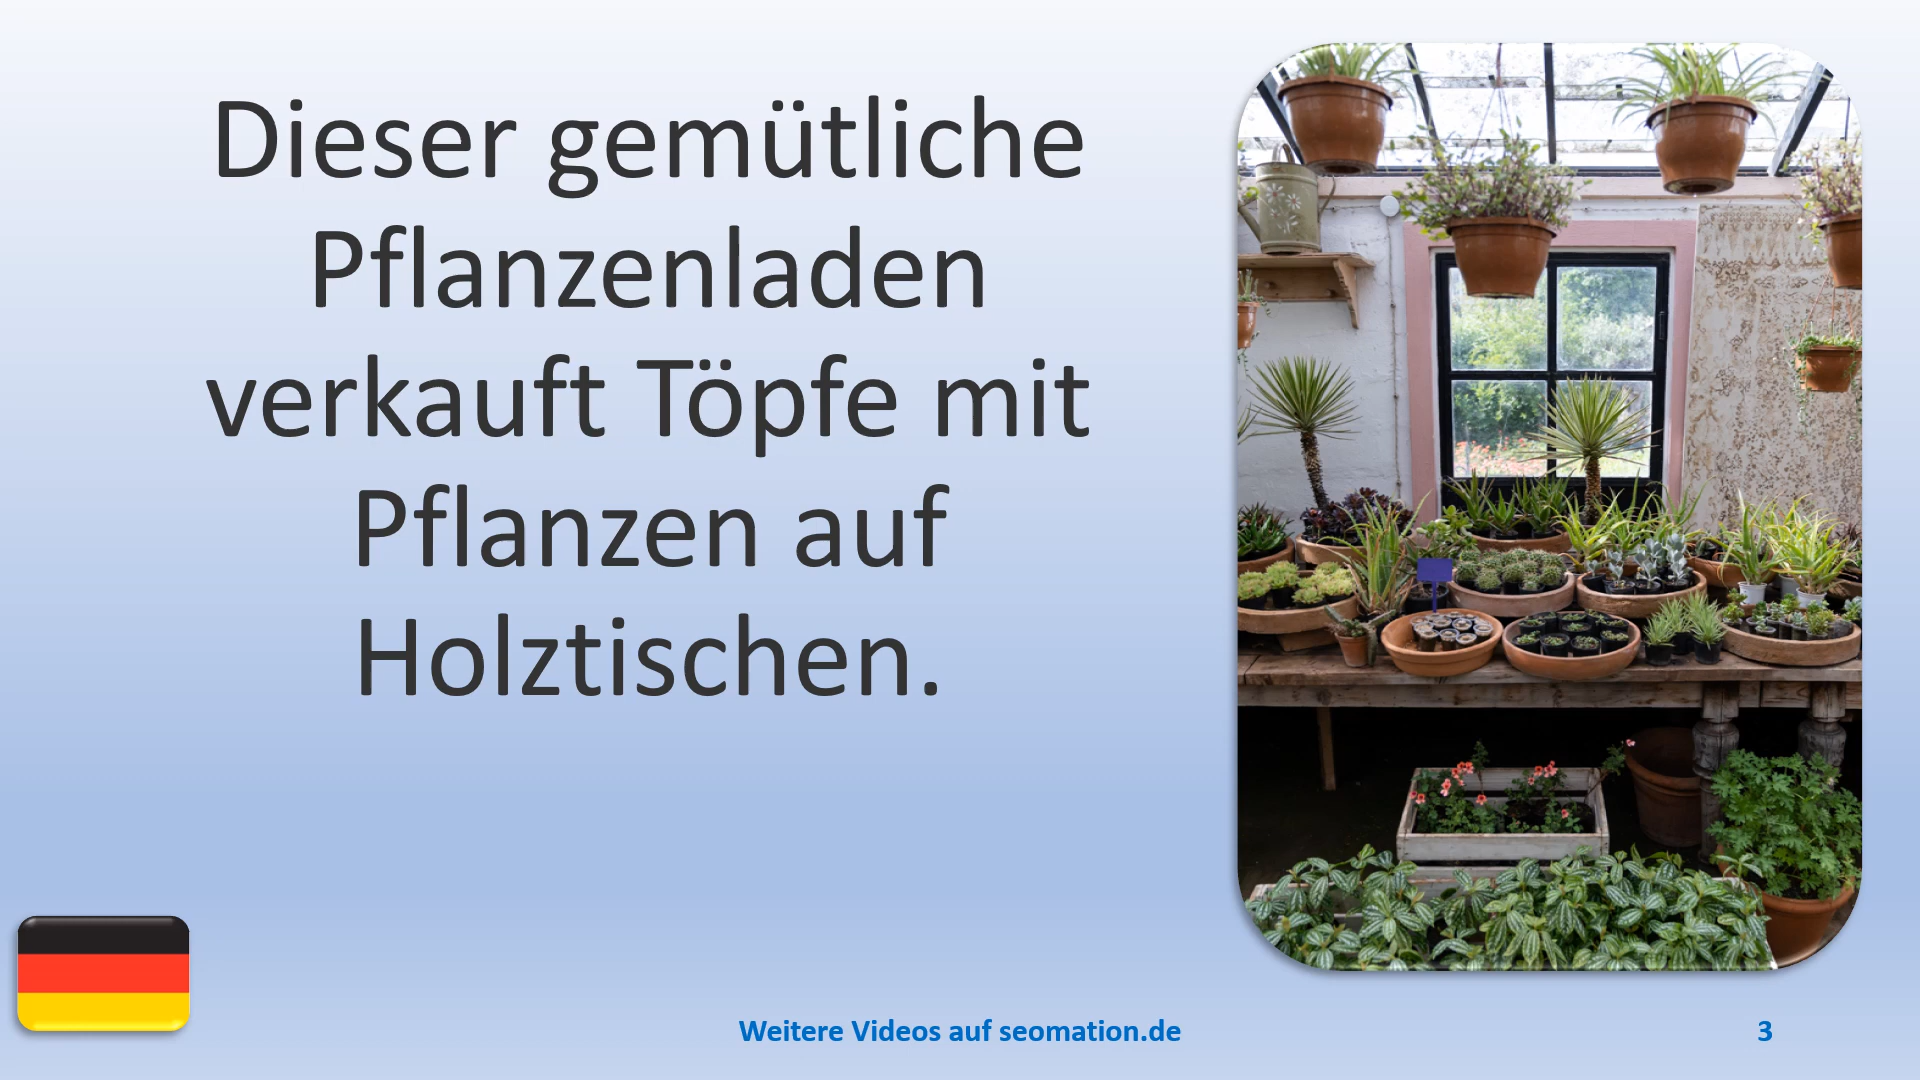 Dieser gemütliche
Pflanzenladen
verkauft Töpfe mit
Pflanzen auf
Holztischen.
Weitere Videos auf seomation.de
3